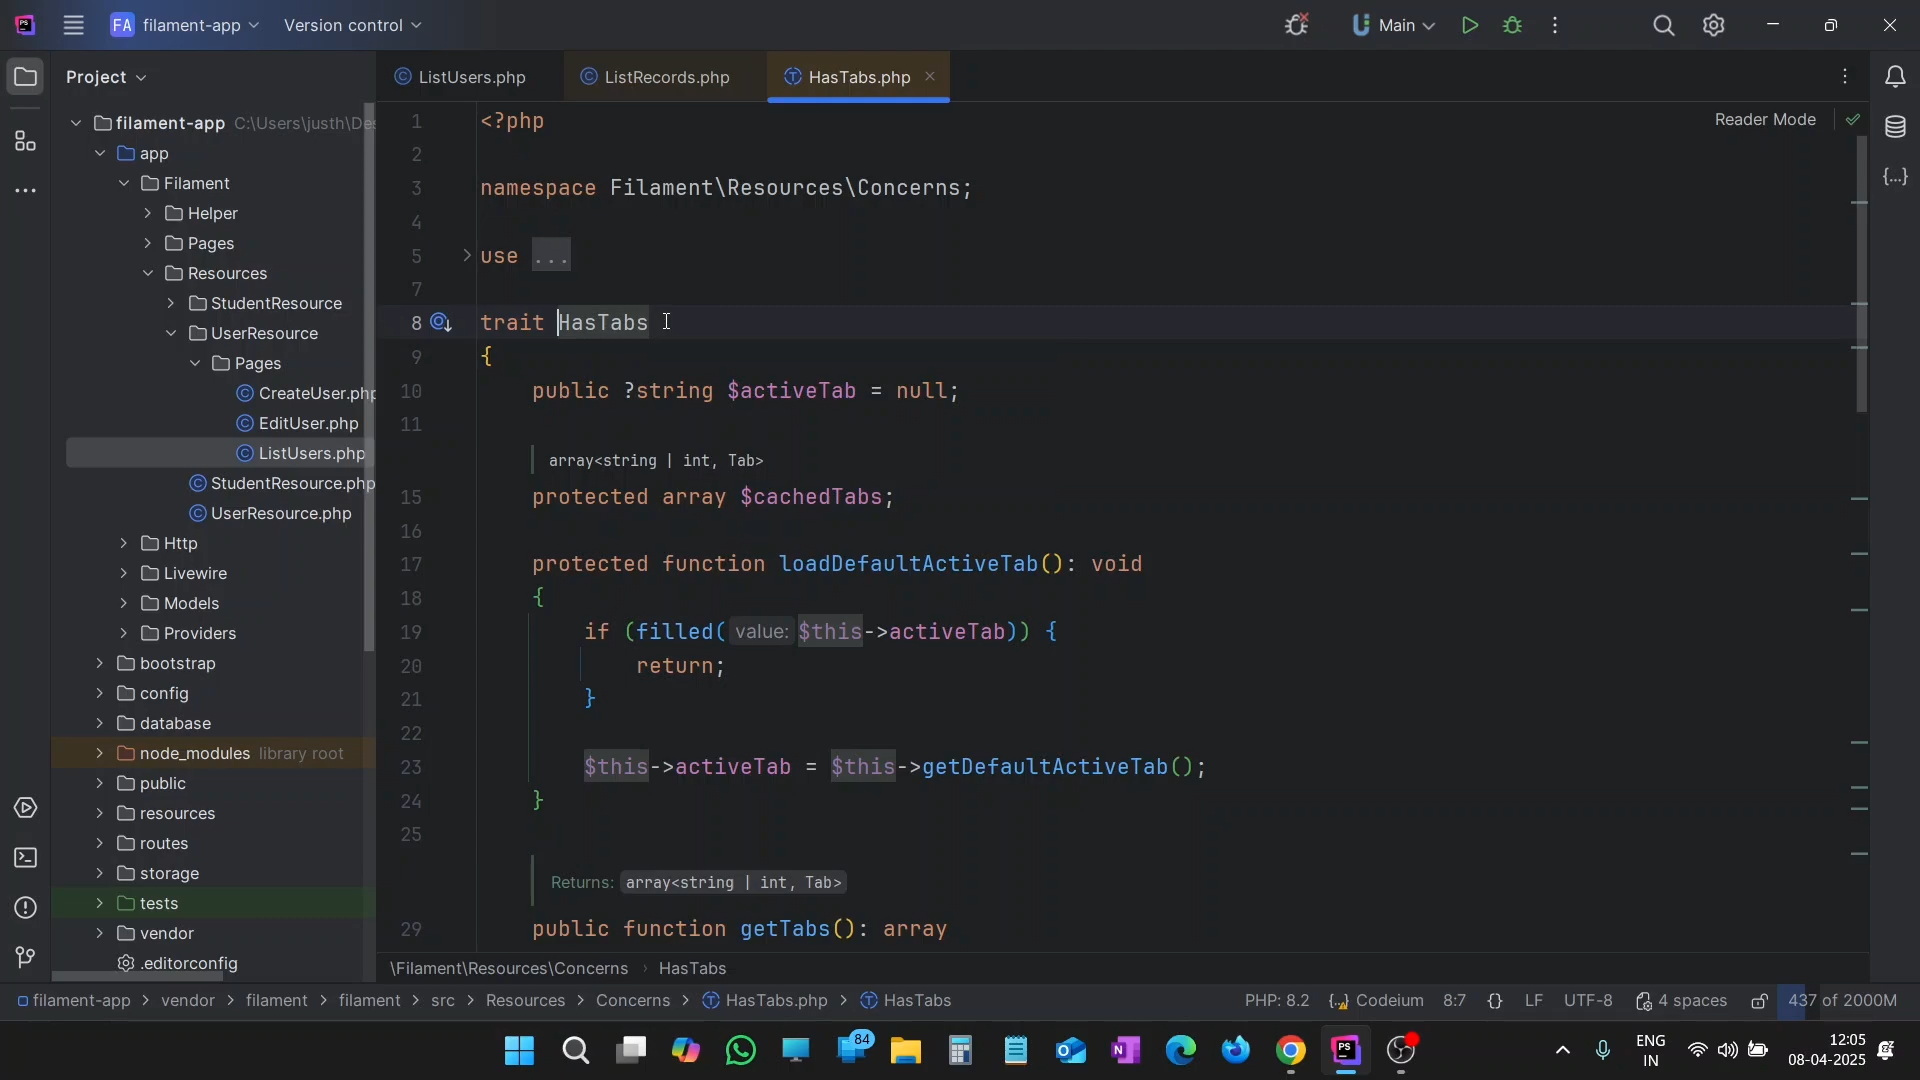 PS
FA filament-app
Version control
Main
Project
ListUsers.php
ListRecords.php
HasTabs.php
filament-app C:\Users\justh\De
app
Filament
Helper
Pages
Resources
StudentResource
UserResource
Pages
CreateUser.php
EditUser.php
ListUsers.php
StudentResource.php
UserResource.php
Http
Livewire
Models
Providers
bootstrap
config
database
node_modules library root
public
resources
routes
storage
tests
vendor
.editorconfig
Reader Mode
1 <?php
2
3 namespace Filament\Resources\Concerns;
4
5 use ...
7
8 trait HasTabs
9 {
10 public ?string $activeTab = null;
11
array<string | int, Tab>
15 protected array $cachedTabs;
16
17 protected function loadDefaultActiveTab(): void
18 {
19 if (filled( value: $this->activeTab)) {
20 return;
21 }
22
23 $this->activeTab = $this->getDefaultActiveTab();
24 }
25
Returns: array<string | int, Tab>
29 public function getTabs(): array
\Filament\Resources\Concerns › HasTabs
filament-app › vendor › filament › filament › src › Resources › Concerns › HasTabs.php › HasTabs
PHP: 8.2 {..} Codeium 8:7 {} LF UTF-8 4 spaces 437 of 2000M
84
PS
ENG
IN
12:05
08-04-2025